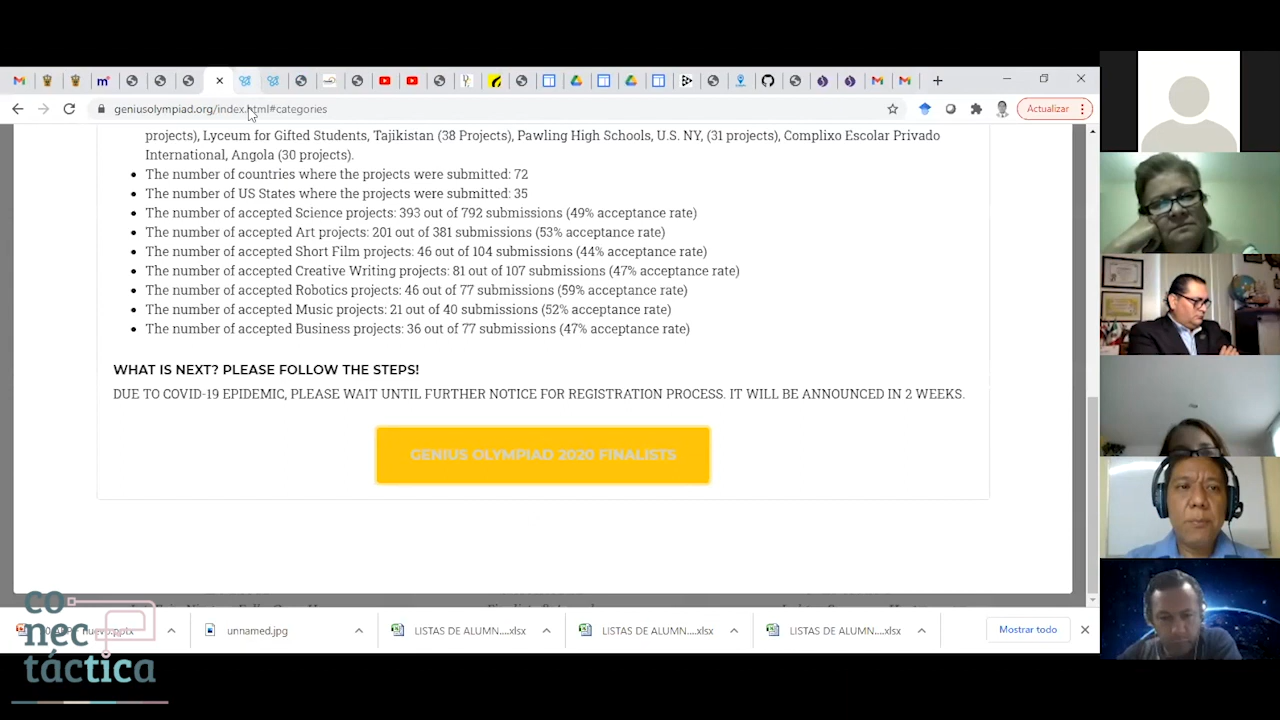 geniusolympiad.org/index.html#categories
Actualizar
projects), Lyceum for Gifted Students, Tajikistan (38 Projects), Pawling High Schools, U.S. NY, (31 projects), Complixo Escolar Privado
International, Angola (30 projects).
The number of countries where the projects were submitted: 72
The number of US States where the projects were submitted: 35
The number of accepted Science projects: 393 out of 792 submissions (49% acceptance rate)
The number of accepted Art projects: 201 out of 381 submissions (53% acceptance rate)
The number of accepted Short Film projects: 46 out of 104 submissions (44% acceptance rate)
The number of accepted Creative Writing projects: 81 out of 107 submissions (47% acceptance rate)
The number of accepted Robotics projects: 46 out of 77 submissions (59% acceptance rate)
The number of accepted Music projects: 21 out of 40 submissions (52% acceptance rate)
The number of accepted Business projects: 36 out of 77 submissions (47% acceptance rate)
WHAT IS NEXT? PLEASE FOLLOW THE STEPS!
DUE TO COVID-19 EPIDEMIC, PLEASE WAIT UNTIL FURTHER NOTICE FOR REGISTRATION PROCESS. IT WILL BE ANNOUNCED IN 2 WEEKS.
GENIUS OLYMPIAD 2020 FINALISTS
nuevo.pptx
unnamed.jpg
LISTAS DE ALUMN....xlsx
LISTAS DE ALUMN....xlsx
LISTAS DE ALUMN....xlsx
Mostrar todo
co
nec
táctica